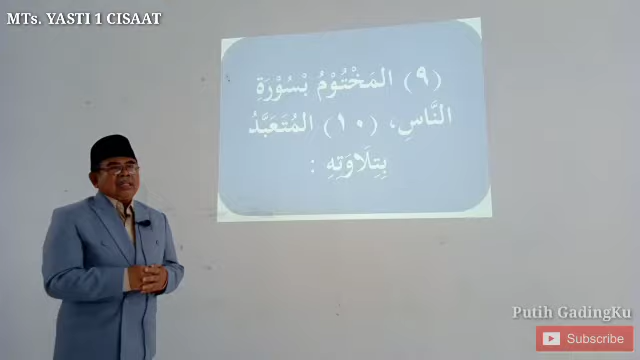 MTs. YASTI 1 CISAAT
(٩) المَخْتُوْمُ بْسُوْرَةِ
النَّاسِ، (١٠) المُتَعَبَّدُ
بِتِلَاوَتِهِ :
Putih GadingKu
Subscribe